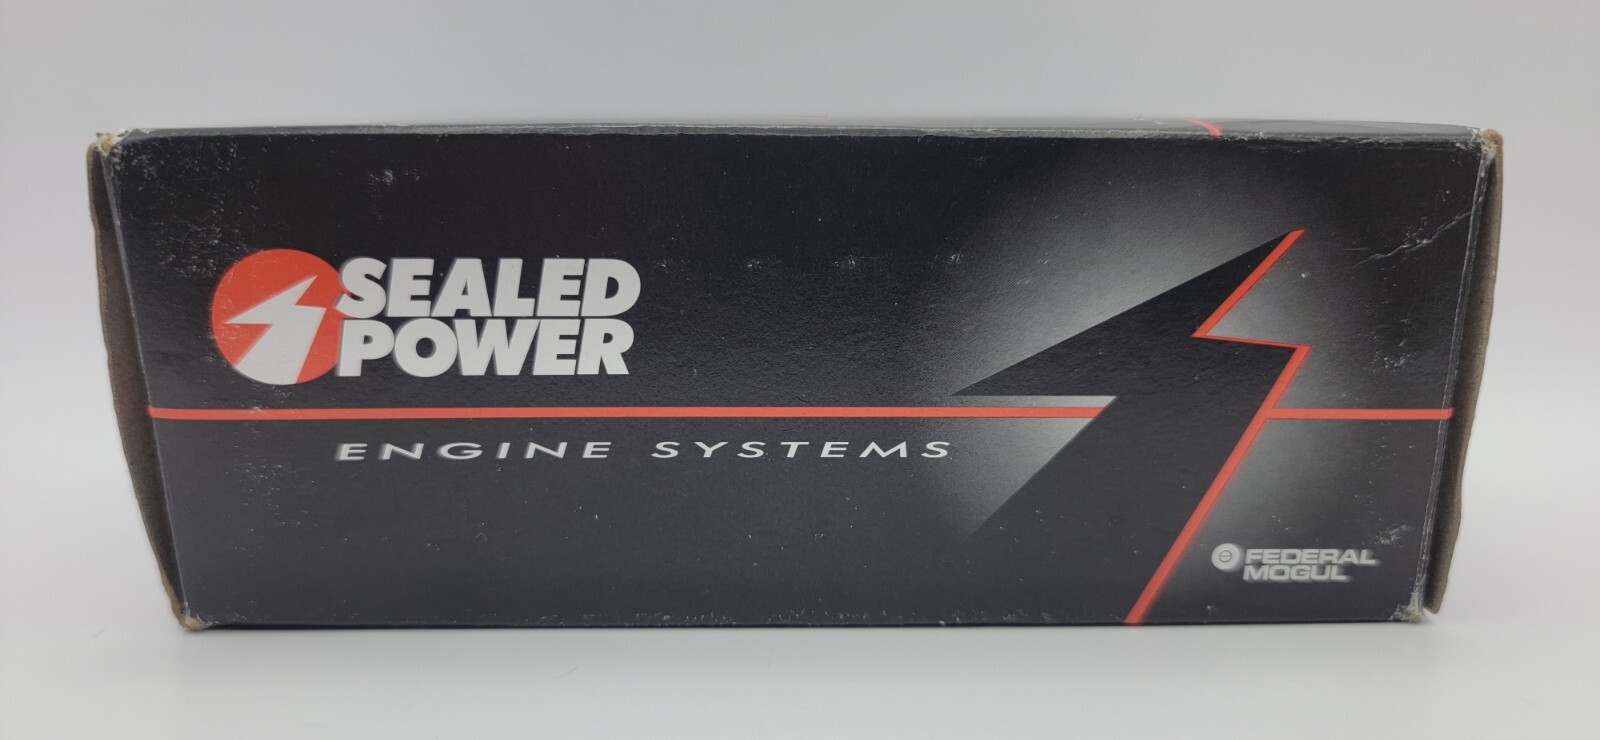 SEALED
POWER
ENGINE SYSTEMS
FEDERAL
MOGUL